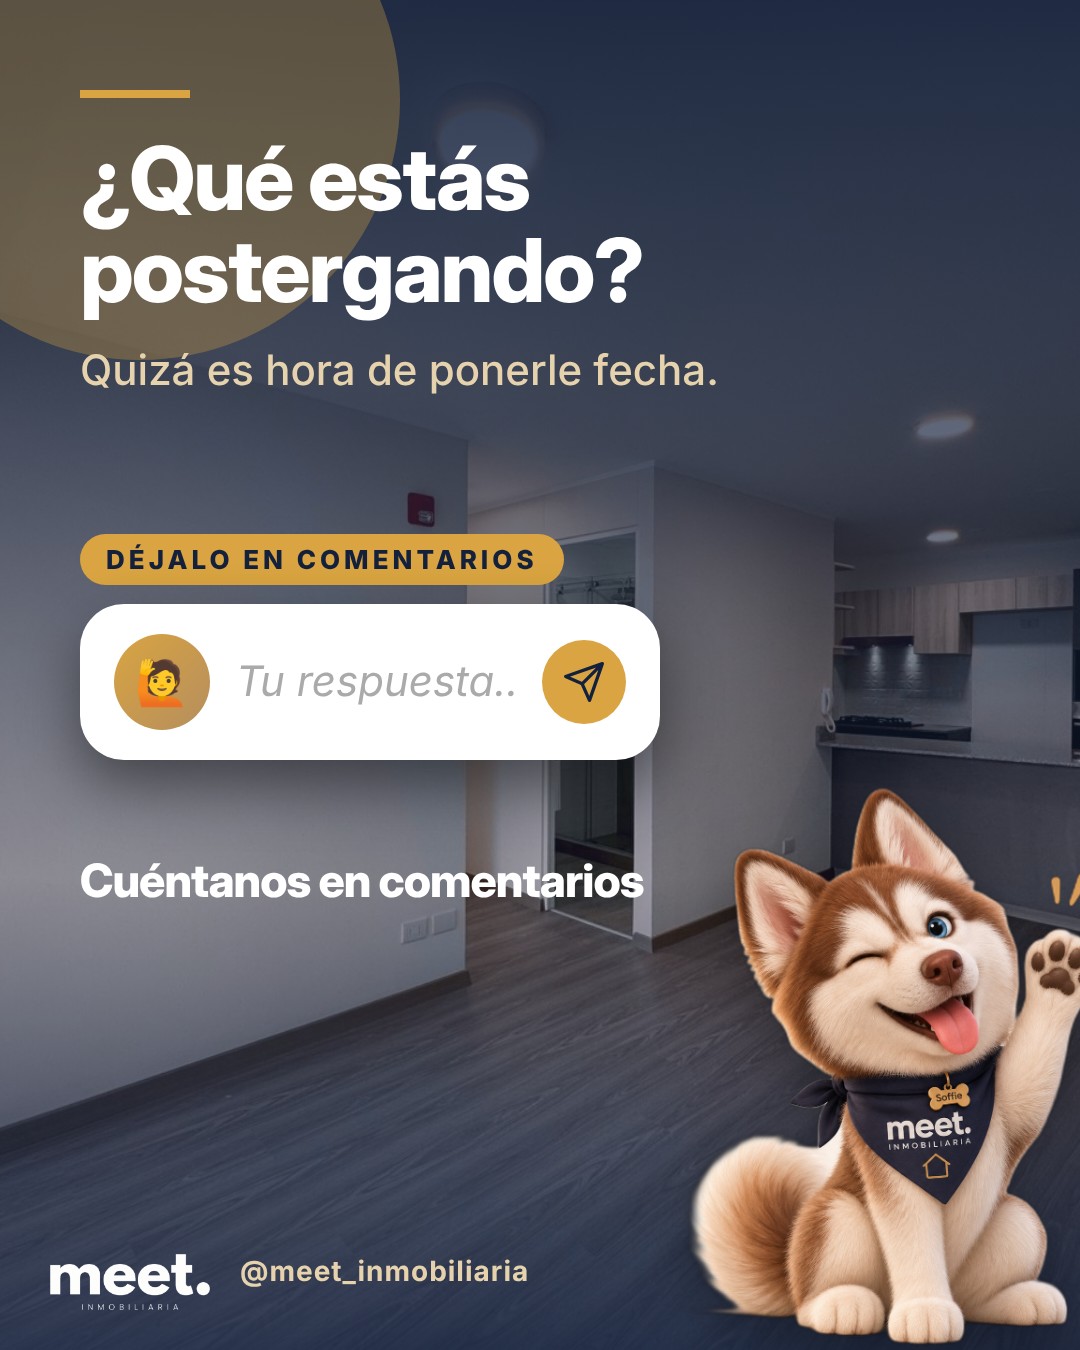 ¿Qué estás
postergando?
Quizá es hora de ponerle fecha.
DÉJALO EN COMENTARIOS
Tu respuesta..
Cuéntanos en comentarios
Soffie
meet.
INMOBILIARIA
meet.
INMOBILIARIA
@meet_inmobiliaria